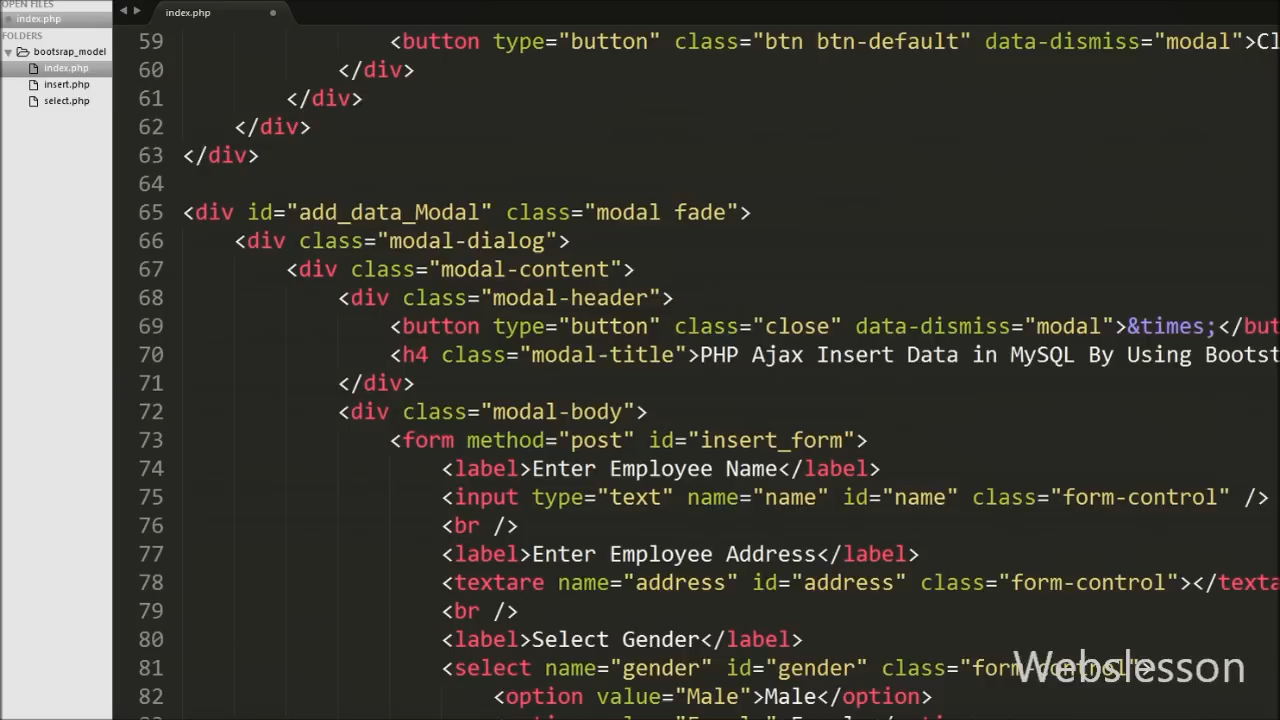 OPEN FILES
index.php
FOLDERS
bootsrap_model
index.php
insert.php
select.php
index.php
59 <button type="button" class="btn btn-default" data-dismiss="modal">Cl
60 </div>
61 </div>
62 </div>
63 </div>
64
65 <div id="add_data_Modal" class="modal fade">
66 <div class="modal-dialog">
67 <div class="modal-content">
68 <div class="modal-header">
69 <button type="button" class="close" data-dismiss="modal">&times;</but
70 <h4 class="modal-title">PHP Ajax Insert Data in MySQL By Using Bootst
71 </div>
72 <div class="modal-body">
73 <form method="post" id="insert_form">
74 <label>Enter Employee Name</label>
75 <input type="text" name="name" id="name" class="form-control" />
76 <br />
77 <label>Enter Employee Address</label>
78 <textare name="address" id="address" class="form-control"></texta
79 <br />
80 <label>Select Gender</label>
81 <select name="gender" id="gender" class="form-control">
82 <option value="Male">Male</option>
Webslesson